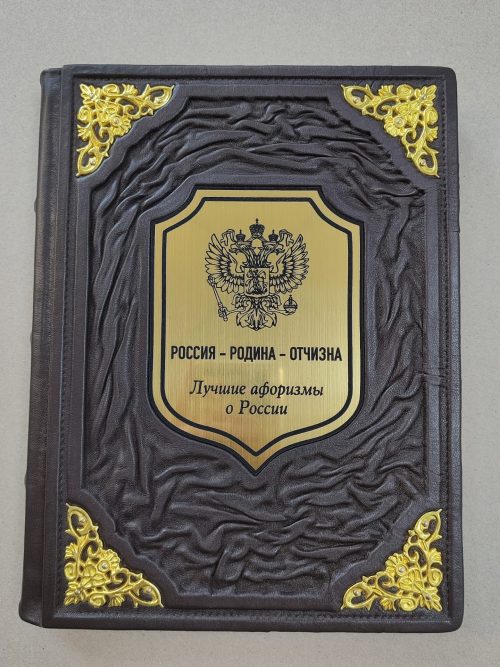 РОССИЯ – РОДИНА – ОТЧИЗНА
Лучшие афоризмы
о России